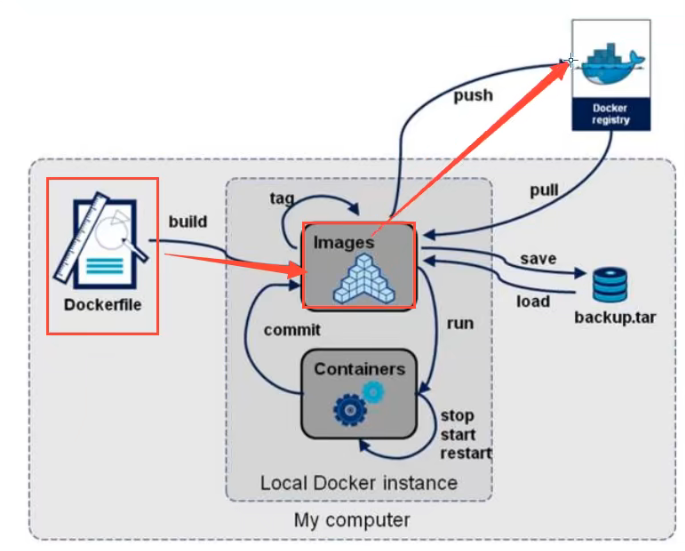 push
Docker
registry
pull
tag
build
Images
Dockerfile
save
load
backup.tar
commit
run
Containers
stop
start
restart
Local Docker instance
My computer